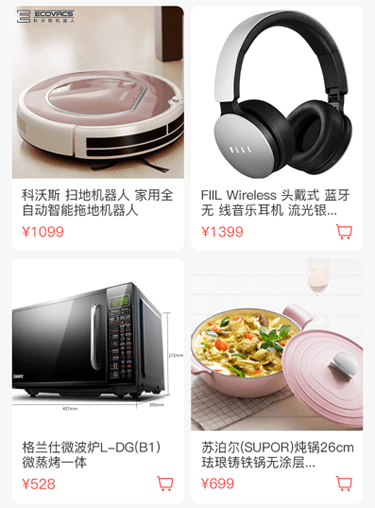 ECOVACS
科沃斯机器人
科沃斯 扫地机器人 家用全
自动智能拖地机器人
¥1099
FIIL
FIIL Wireless 头戴式 蓝牙
无 线音乐耳机 流光银...
¥1399
271mm
457mm
395mm
格兰仕微波炉L-DG(B1)
微蒸烤一体
¥528
苏泊尔(SUPOR)炖锅26cm
珐琅铸铁锅无涂层...
¥699